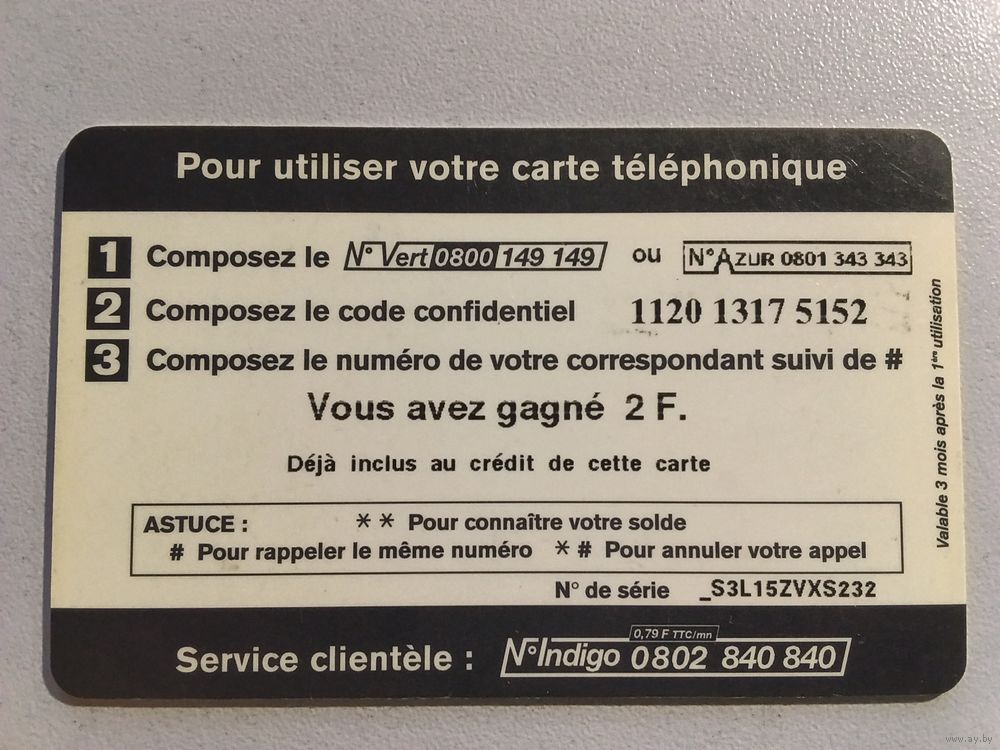 Pour utiliser votre carte téléphonique
1 Composez le N° Vert 0800 149 149 ou N° AZUR 0801 343 343
2 Composez le code confidentiel 1120 1317 5152
3 Composez le numéro de votre correspondant suivi de #
Vous avez gagné 2 F.
Déjà inclus au crédit de cette carte
ASTUCE : ** Pour connaître votre solde
# Pour rappeler le même numéro *# Pour annuler votre appel
N° de série _S3L15ZVXS232
Valable 3 mois après la 1ère utilisation
0,79 F TTC/mn
Service clientèle : N° Indigo 0802 840 840
www.ay.by